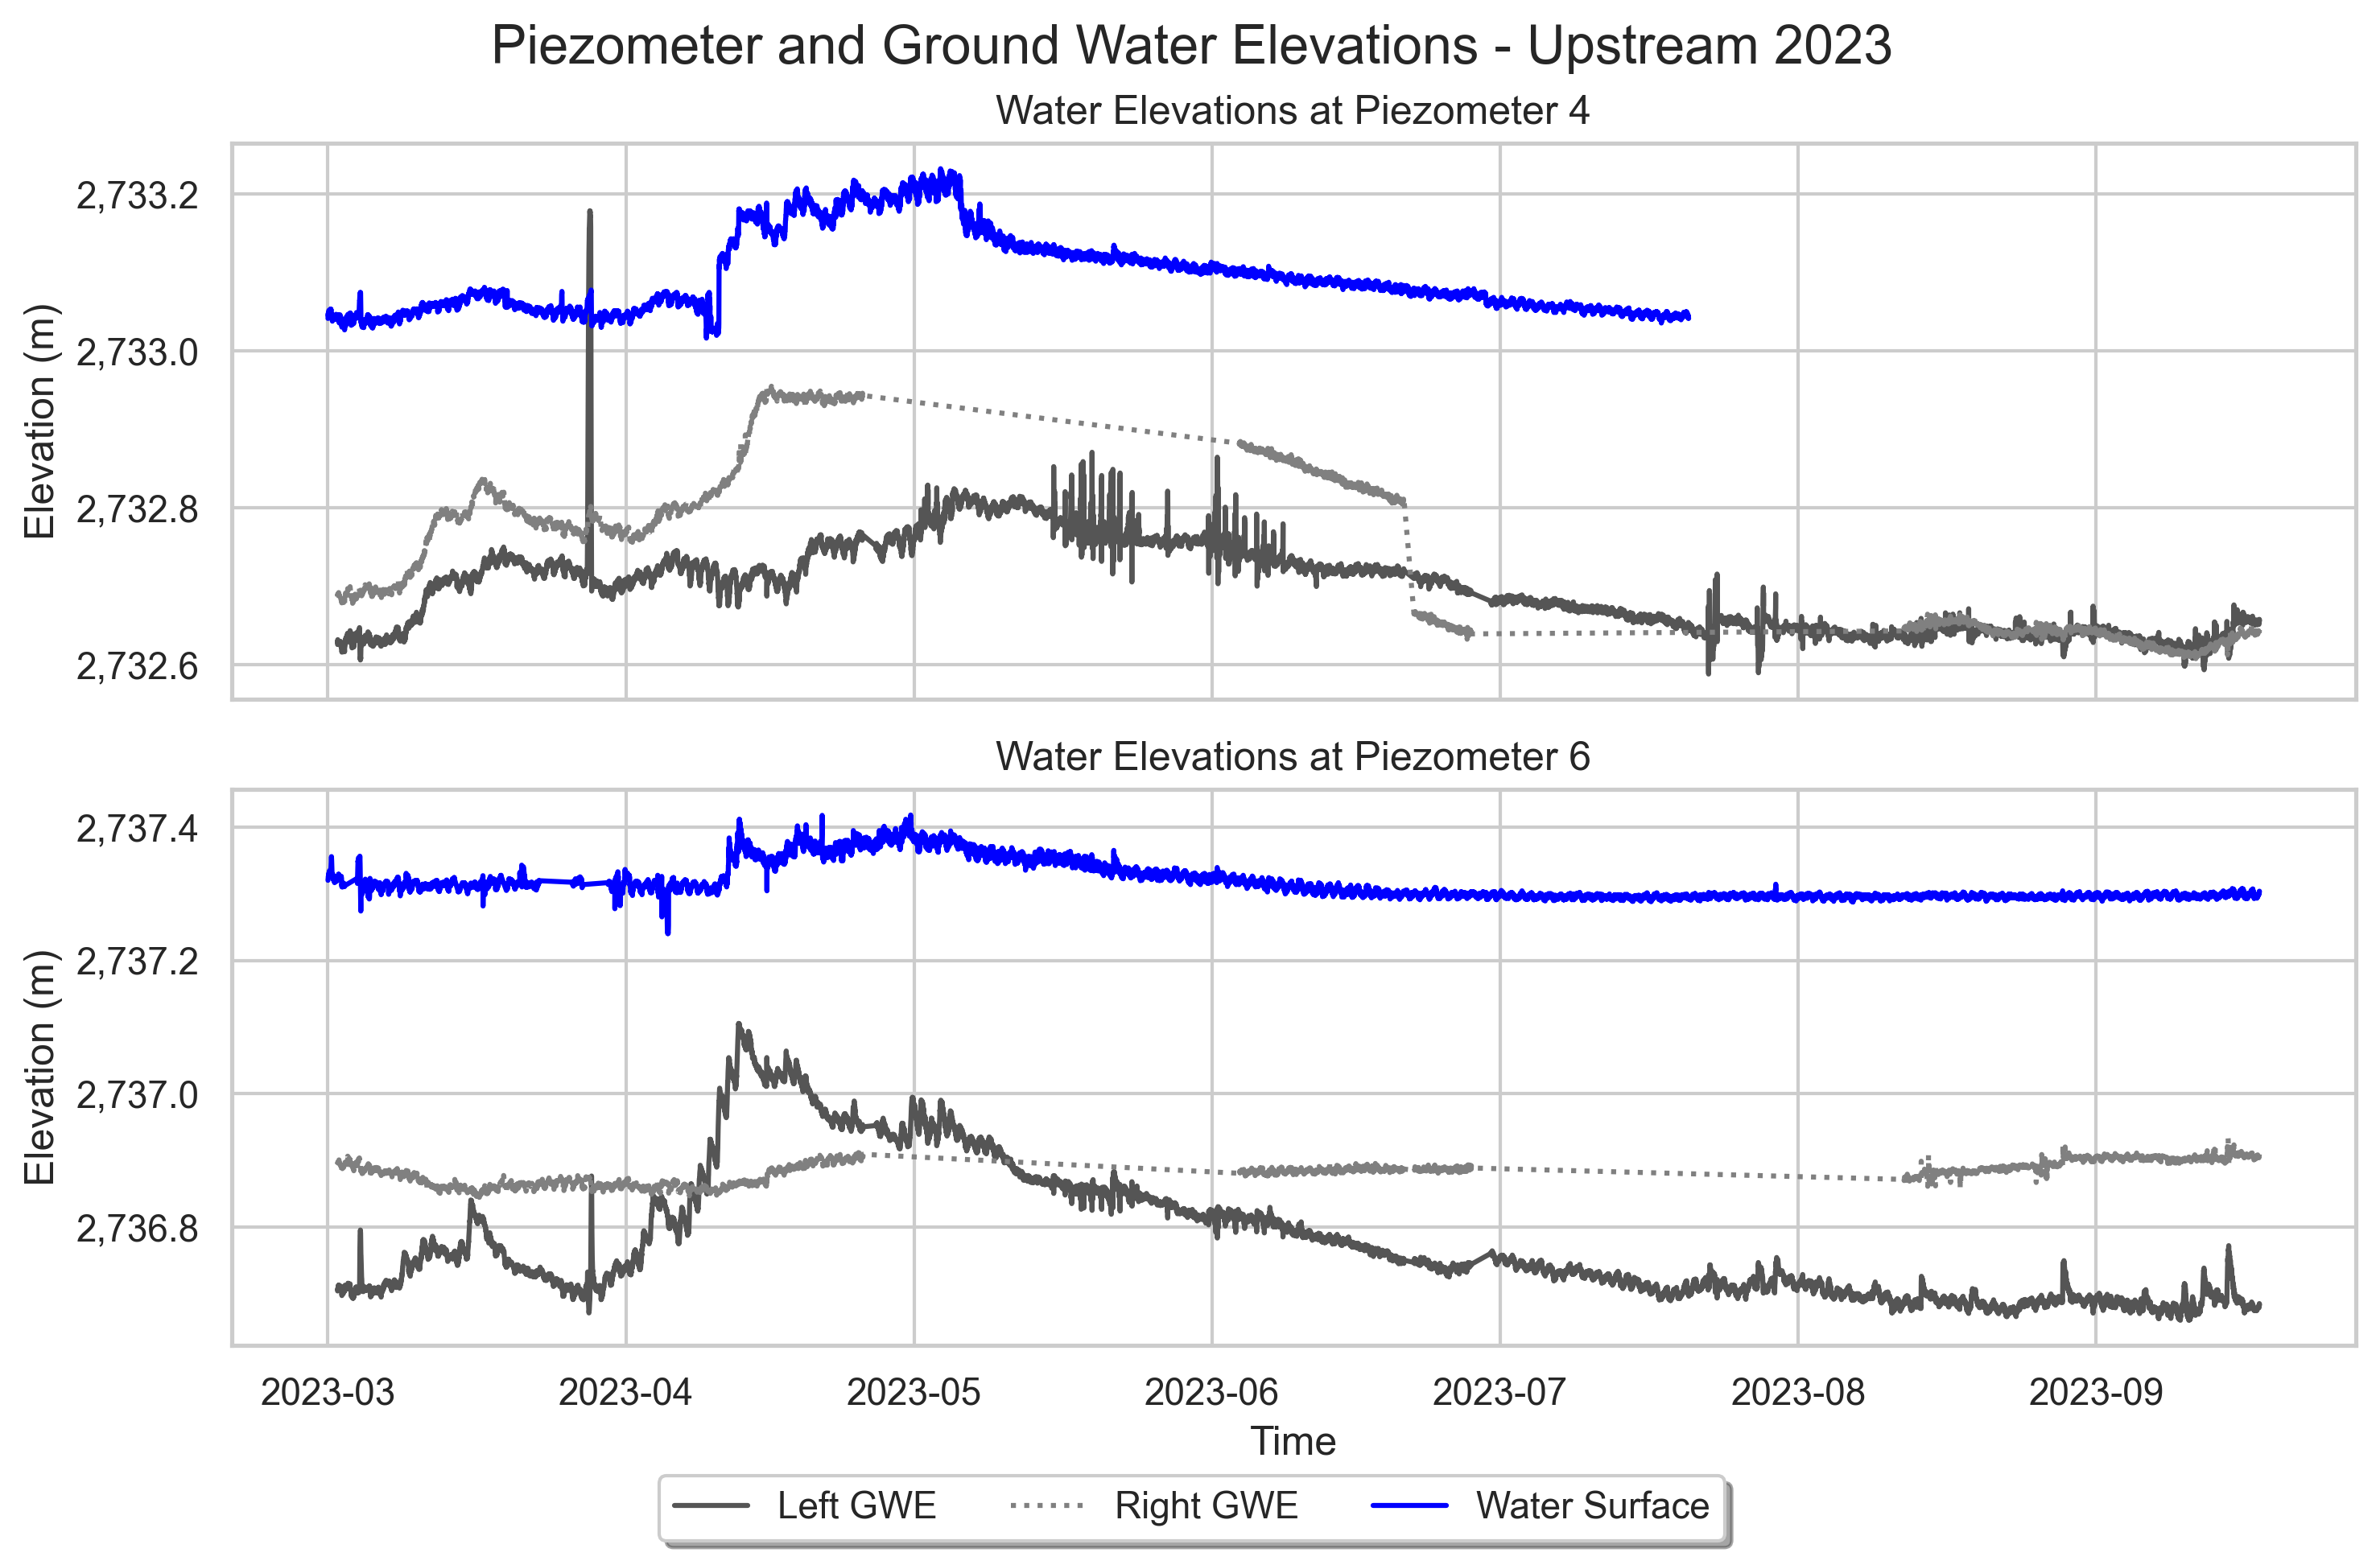 Piezometer and Ground Water Elevations - Upstream 2023
Water Elevations at Piezometer 4
Elevation (m)
2,733.2
2,733.0
2,732.8
2,732.6
Water Elevations at Piezometer 6
Elevation (m)
2,737.4
2,737.2
2,737.0
2,736.8
2023-03 2023-04 2023-05 2023-06 2023-07 2023-08 2023-09
Time
Left GWE Right GWE Water Surface